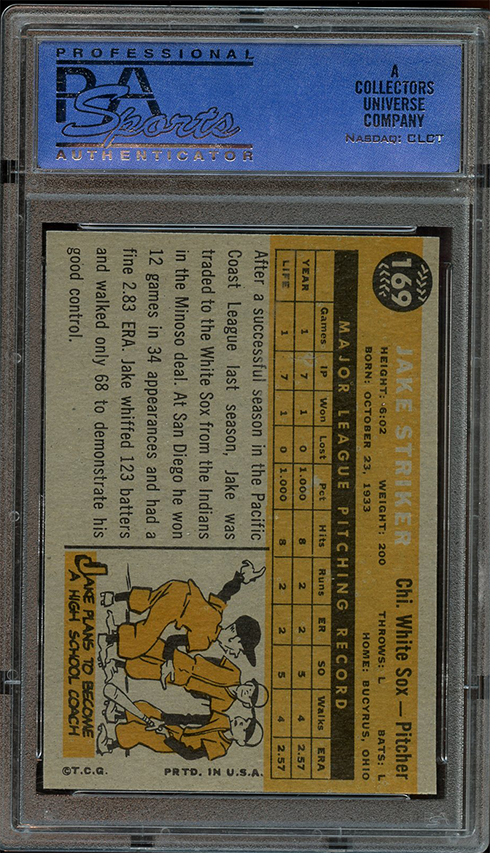 PROFESSIONAL
PSA
Sports
AUTHENTICATOR
A
COLLECTORS
UNIVERSE
COMPANY
NASDAQ: CLCT
169
JAKE STRIKER
Chi. White Sox — Pitcher
HEIGHT: 6:02 WEIGHT: 200 THROWS: L BATS: L
BORN: OCTOBER 23, 1933 HOME: BUCYRUS, OHIO
MAJOR LEAGUE PITCHING RECORD
Games IP Won Lost Pct Hits Runs ER SO Walks ERA
YEAR 1 7 1 0 1.000 8 2 2 5 4 2.57
LIFE 1 7 1 0 1.000 8 2 2 5 4 2.57
After a successful season in the Pacific
Coast League last season, Jake was
traded to the White Sox from the Indians
in the Minoso deal. At San Diego he won
12 games in 34 appearances and had a
fine 2.83 ERA. Jake whiffed 123 batters
and walked only 68 to demonstrate his
good control.
JAKE PLANS TO BECOME
A HIGH SCHOOL COACH
©T.C.G. PRTD. IN U.S.A.